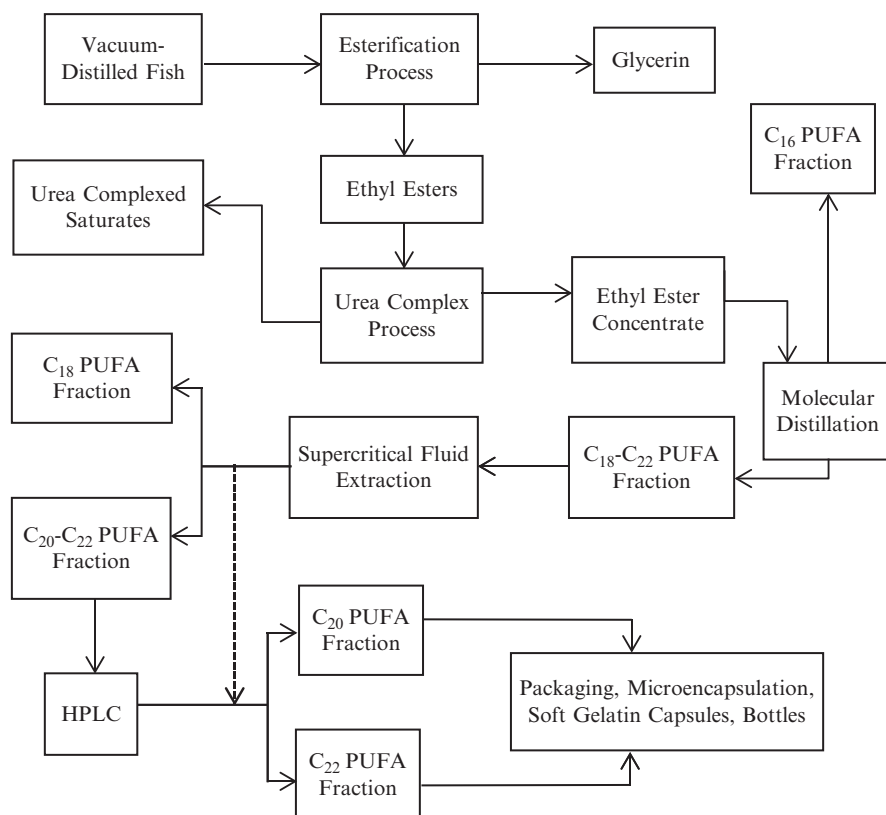 Vacuum-
Distilled Fish
Esterification
Process
Glycerin
C₁₆ PUFA
Fraction
Ethyl Esters
Urea Complexed
Saturates
Urea Complex
Process
Ethyl Ester
Concentrate
C₁₈ PUFA
Fraction
Molecular
Distillation
Supercritical Fluid
Extraction
C₁₈-C₂₂ PUFA
Fraction
C₂₀-C₂₂ PUFA
Fraction
C₂₀ PUFA
Fraction
HPLC
Packaging, Microencapsulation,
Soft Gelatin Capsules, Bottles
C₂₂ PUFA
Fraction